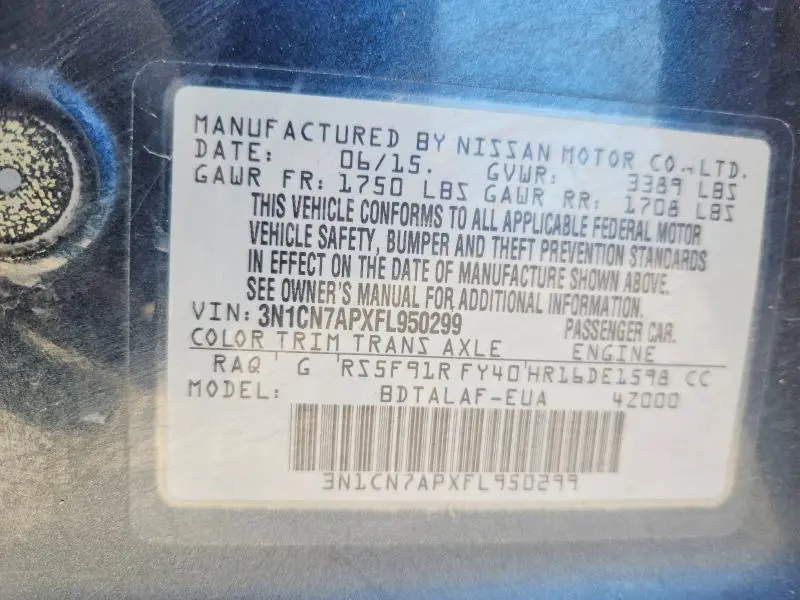 MANUFACTURED BY NISSAN MOTOR CO.,LTD.
DATE: 06/15. GVWR: 3389 LBS
GAWR FR: 1750 LBS GAWR RR: 1708 LBS
THIS VEHICLE CONFORMS TO ALL APPLICABLE FEDERAL MOTOR
VEHICLE SAFETY, BUMPER AND THEFT PREVENTION STANDARDS
IN EFFECT ON THE DATE OF MANUFACTURE SHOWN ABOVE.
SEE OWNER'S MANUAL FOR ADDITIONAL INFORMATION.
VIN: 3N1CN7APXFL950299 PASSENGER CAR.
COLOR TRIM TRANS AXLE ENGINE
RAQ G RS5F91R FY40 HR16DE1598 CC
MODEL: BDTALAF-EUA 4Z000
3N1CN7APXFL950299